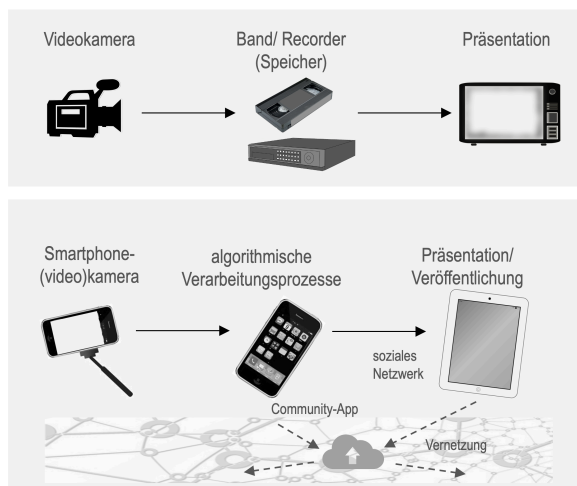 Videokamera
Band/ Recorder
(Speicher)
Präsentation
Smartphone-
(video)kamera
algorithmische
Verarbeitungsprozesse
Präsentation/
Veröffentlichung
soziales
Netzwerk
Community-App
Vernetzung